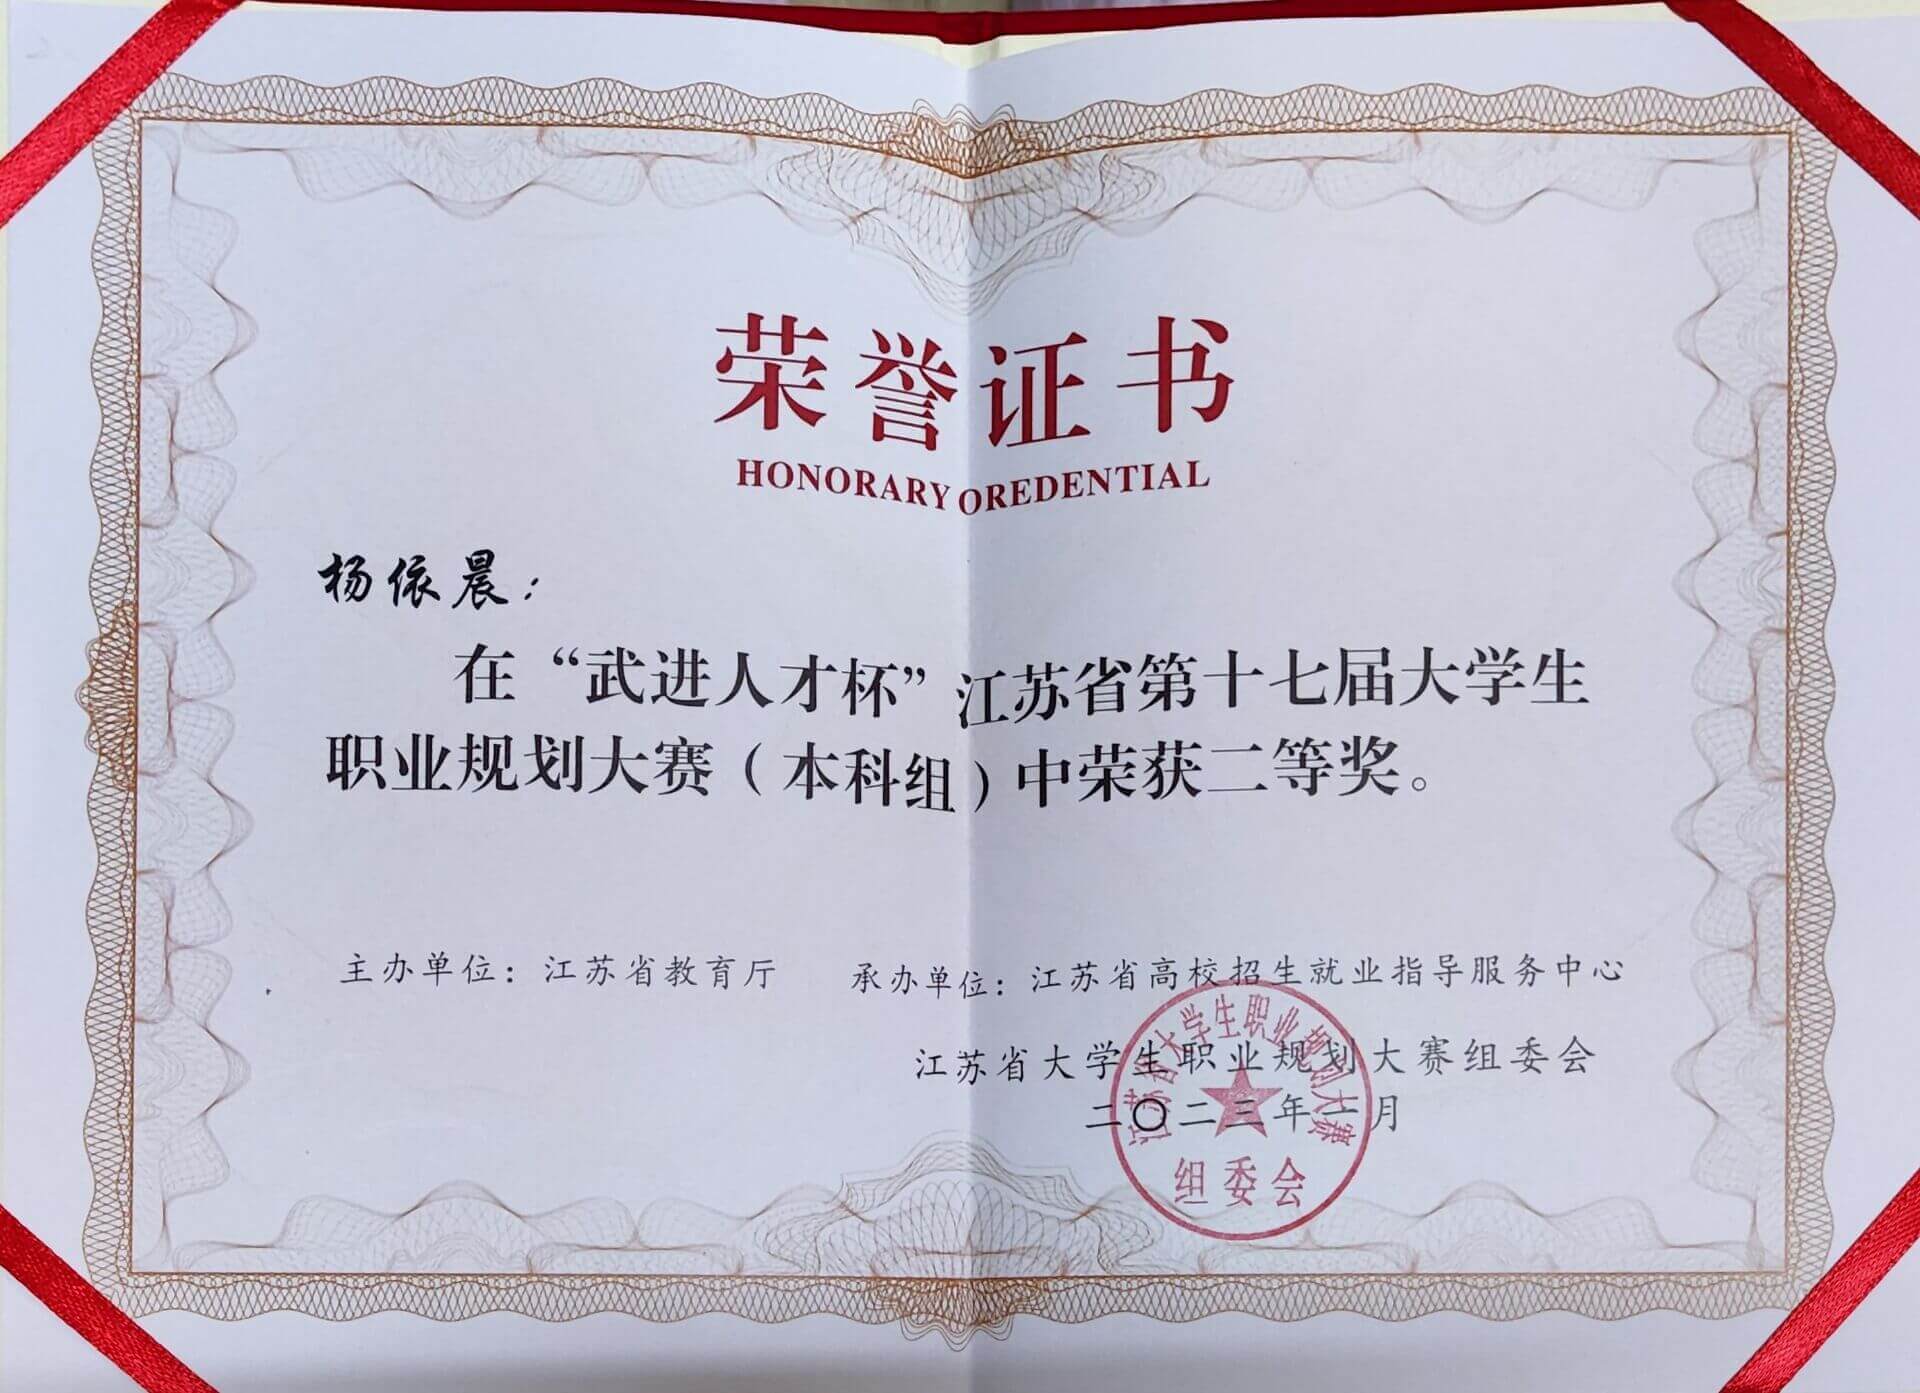 荣誉证书
HONORARY OREDENTIAL
杨依晨：
在“武进人才杯”江苏省第十七届大学生
职业规划大赛（本科组）中荣获二等奖。
主办单位：江苏省教育厅 承办单位：江苏省高校招生就业指导服务中心
江苏省大学生职业规划大赛组委会
二〇二三年一月
江苏省大学生职业规划大赛
组委会